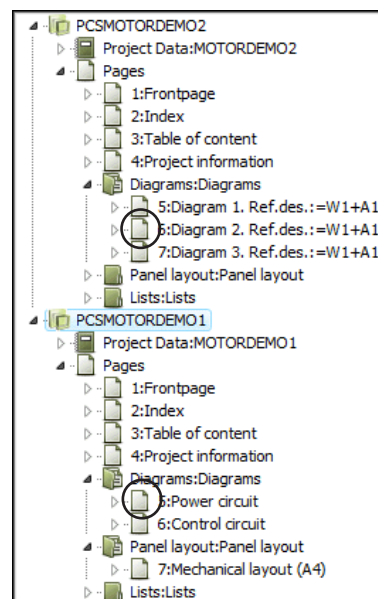 PCSMOTORDEMO2
Project Data:MOTORDEMO2
Pages
1:Frontpage
2:Index
3:Table of content
4:Project information
Diagrams:Diagrams
5:Diagram 1. Ref.des.:=W1+A1
6:Diagram 2. Ref.des.:=W1+A1
7:Diagram 3. Ref.des.:=W1+A1
Panel layout:Panel layout
Lists:Lists
PCSMOTORDEMO1
Project Data:MOTORDEMO1
Pages
1:Frontpage
2:Index
3:Table of content
4:Project information
Diagrams:Diagrams
5:Power circuit
6:Control circuit
Panel layout:Panel layout
7:Mechanical layout (A4)
Lists:Lists